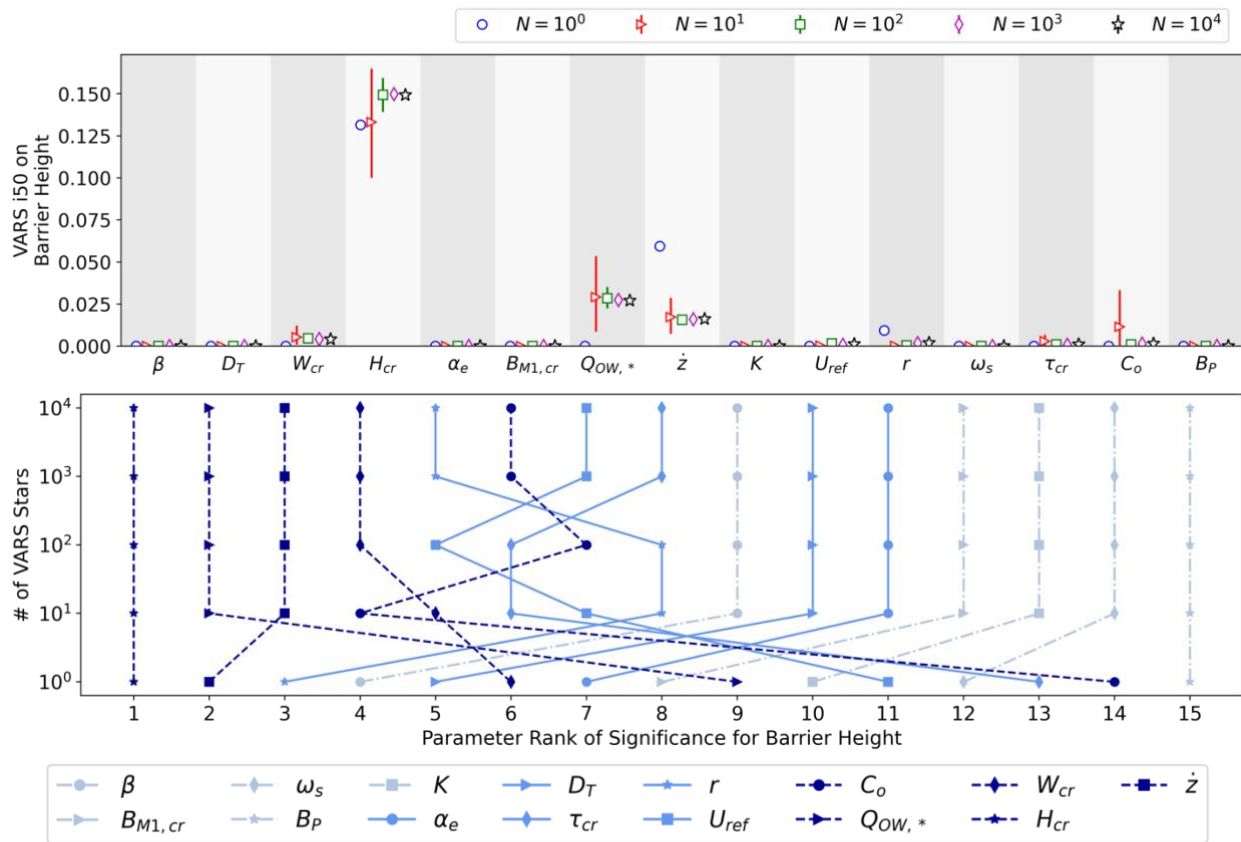 N = 10⁰ N = 10¹ N = 10² N = 10³ N = 10⁴
VARS i50 on
Barrier Height
0.150
0.125
0.100
0.075
0.050
0.025
0.000
β D_T W_cr H_cr α_e B_M1,cr Q_OW,* ż K U_ref r ω_s τ_cr C_o B_P
# of VARS Stars
10⁴
10³
10²
10¹
10⁰
1 2 3 4 5 6 7 8 9 10 11 12 13 14 15
Parameter Rank of Significance for Barrier Height
β ω_s K D_T r C_o W_cr ż
B_M1,cr B_P α_e τ_cr U_ref Q_OW,* H_cr